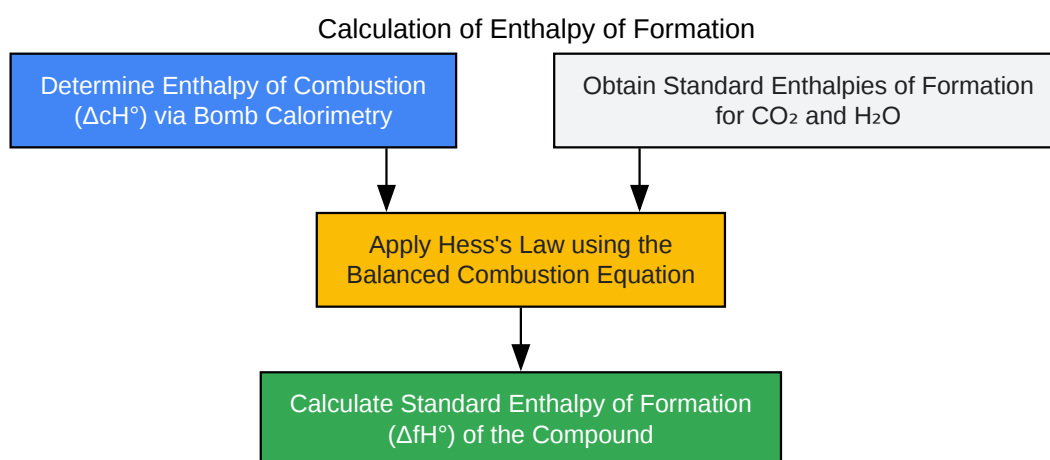 Calculation of Enthalpy of Formation
Determine Enthalpy of Combustion
(ΔcH°) via Bomb Calorimetry
Obtain Standard Enthalpies of Formation
for CO₂ and H₂O
Apply Hess's Law using the
Balanced Combustion Equation
Calculate Standard Enthalpy of Formation
(ΔfH°) of the Compound